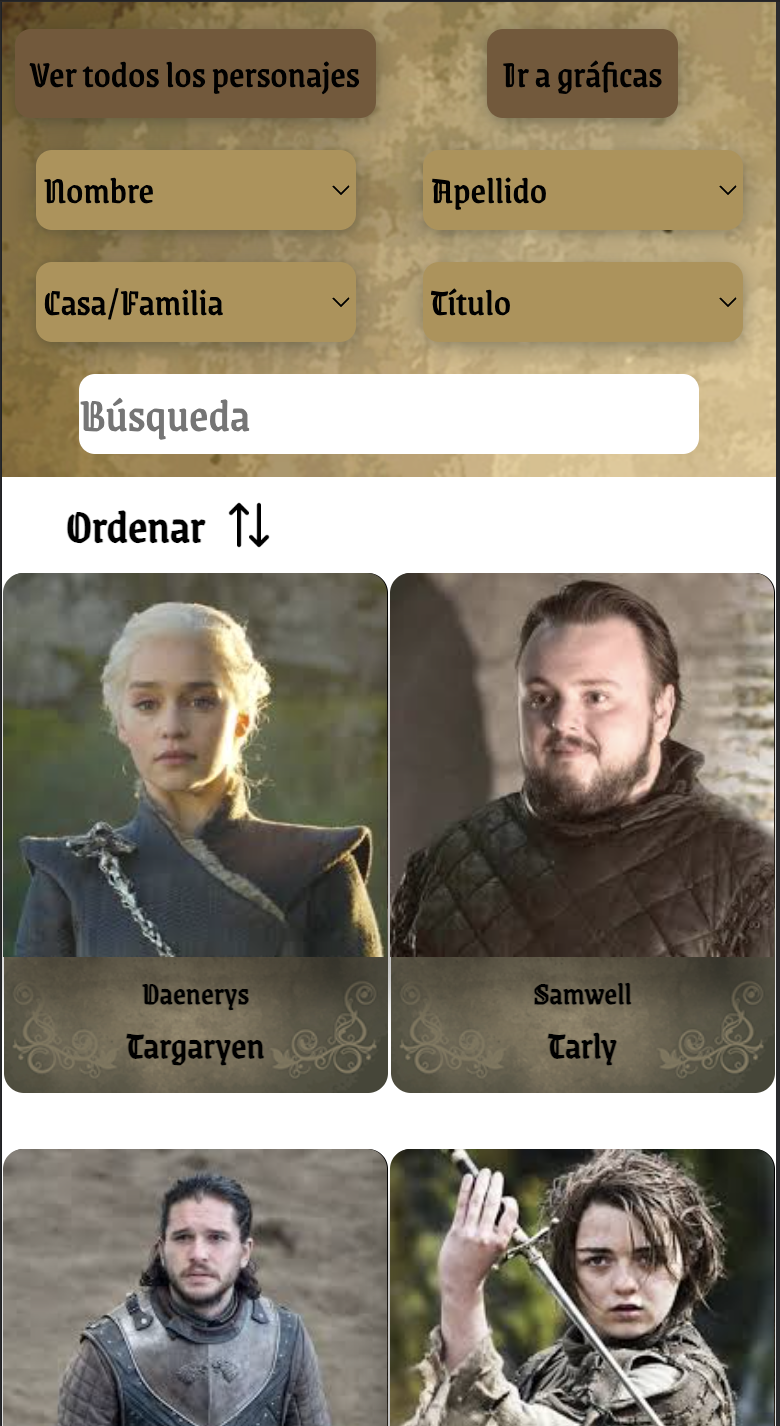 Ver todos los personajes
Ir a gráficas
Nombre
Apellido
Casa/Familia
Título
Búsqueda
Ordenar
Daenerys
Targaryen
Samwell
Tarly